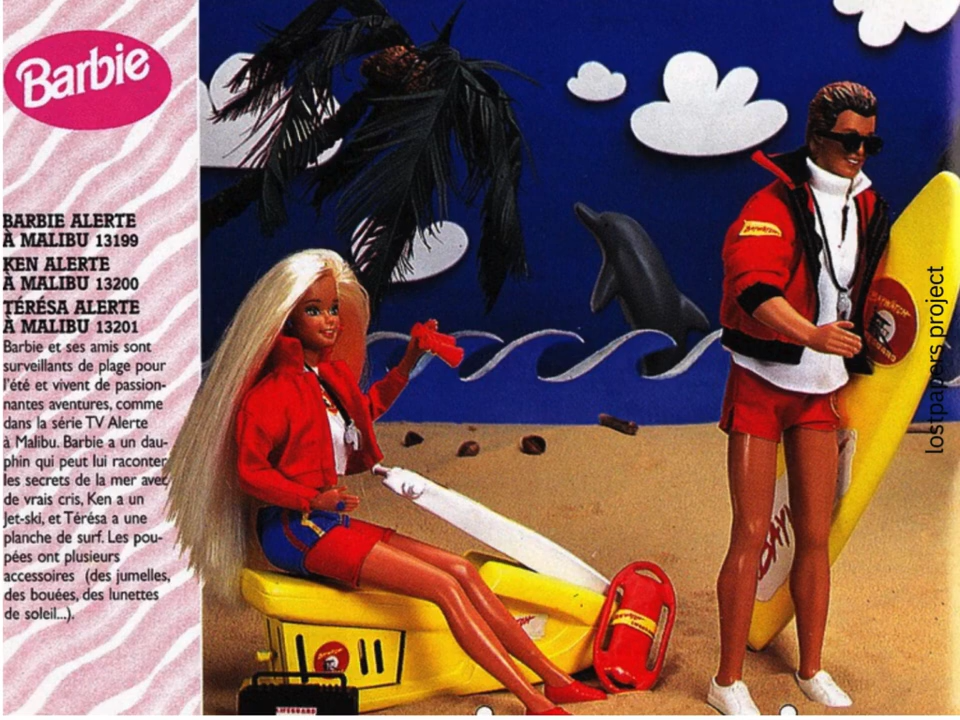 Barbie
BARBIE ALERTE
À MALIBU 13199
KEN ALERTE
À MALIBU 13200
TÉRÉSA ALERTE
À MALIBU 13201
Barbie et ses amis sont
surveillants de plage pour
l'été et vivent de passion-
nantes aventures, comme
dans la série TV Alerte
à Malibu. Barbie a un dau-
phin qui peut lui raconter
les secrets de la mer avec
de vrais cris, Ken a un
Jet-ski, et Térésa a une
planche de surf. Les pou-
pées ont plusieurs
accessoires (des jumelles,
des bouées, des lunettes
de soleil...).
BAYWATCH
BAYWATCH
GUARD
LIFEGUARD
lostpapers project